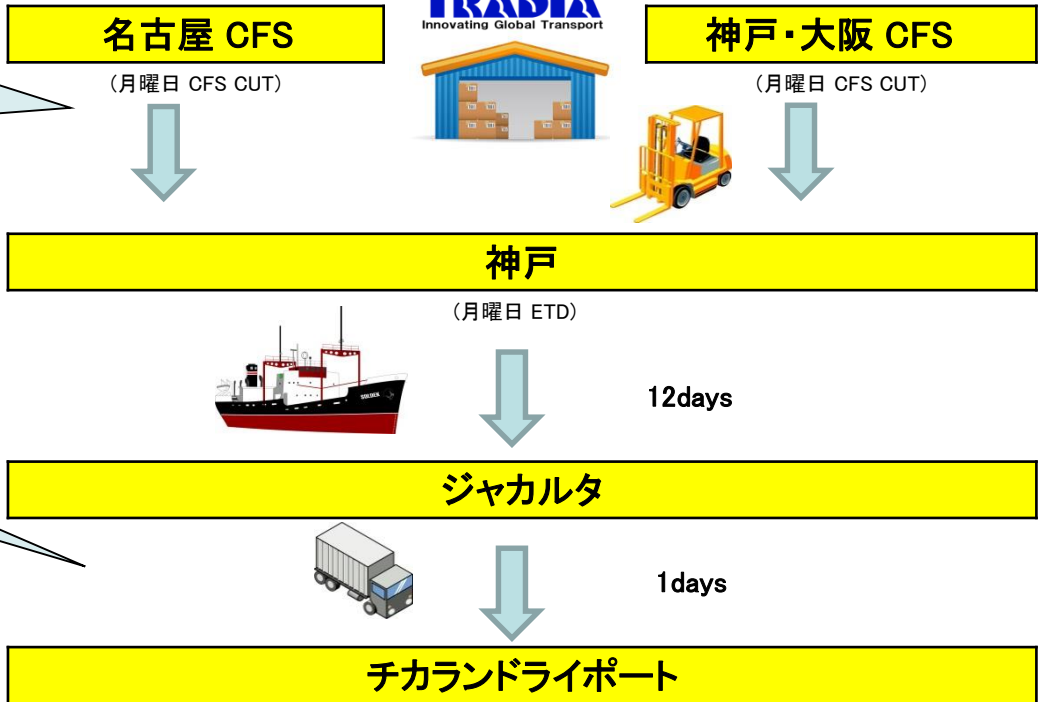 TRADIA
Innovating Global Transport
名古屋 CFS
神戸・大阪 CFS
(月曜日 CFS CUT)
(月曜日 CFS CUT)
神戸
(月曜日 ETD)
12days
ジャカルタ
1days
チカランドライポート